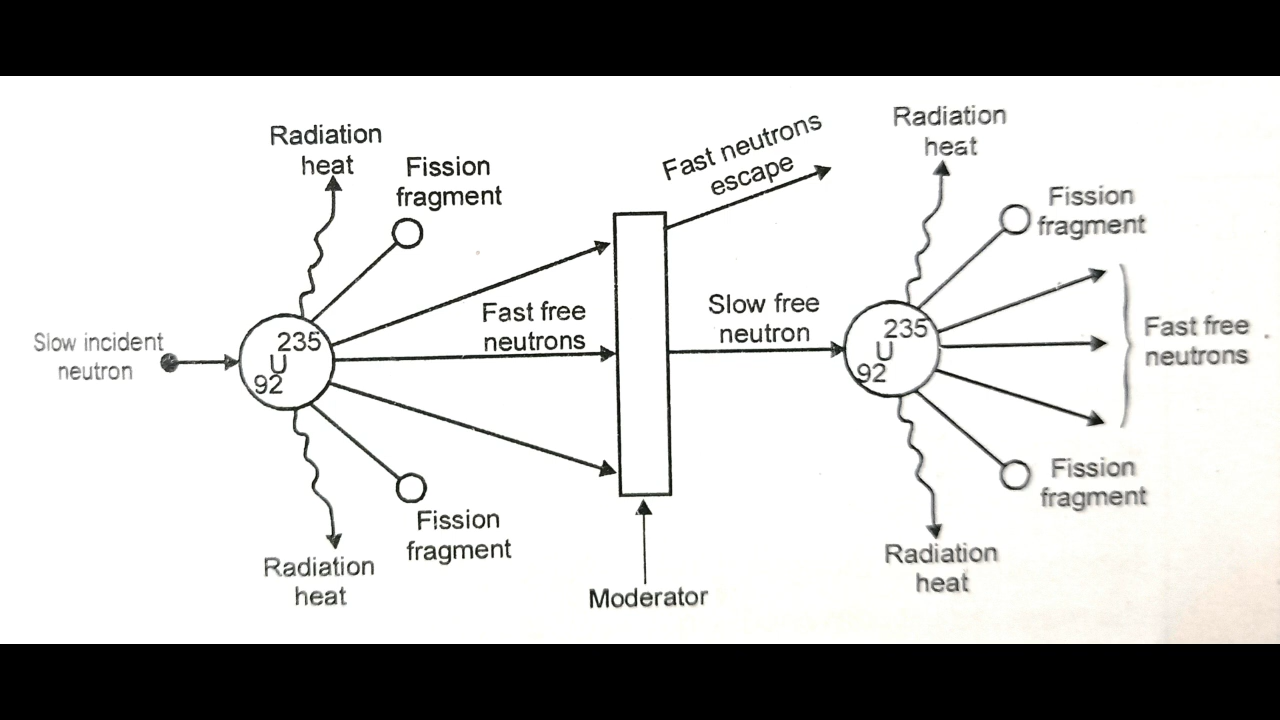 Radiation
heat
Fission
fragment
Slow incident
neutron
235
U
92
Fast free
neutrons
Fission
fragment
Radiation
heat
Fast neutrons
escape
Moderator
Slow free
neutron
Radiation
heat
Fission
fragment
235
U
92
Fast free
neutrons
Fission
fragment
Radiation
heat